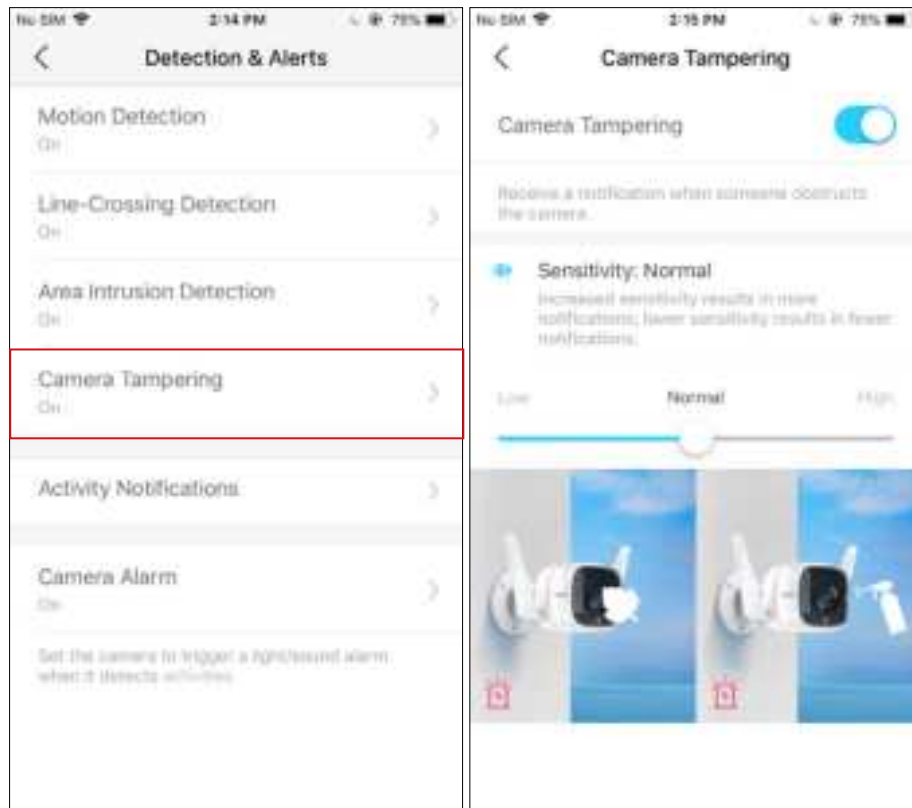 No SIM 2:14 PM 79%
Detection & Alerts
Motion Detection
On
Line-Crossing Detection
On
Area Intrusion Detection
On
Camera Tampering
On
Activity Notifications
Camera Alarm
On
Set the camera to trigger a light/sound alarm
when it detects activities.
No SIM 2:15 PM 79%
Camera Tampering
Camera Tampering
Receive a notification when someone obstructs
the camera.
Sensitivity: Normal
Increased sensitivity results in more
notifications; lower sensitivity results in fewer
notifications.
Low Normal High